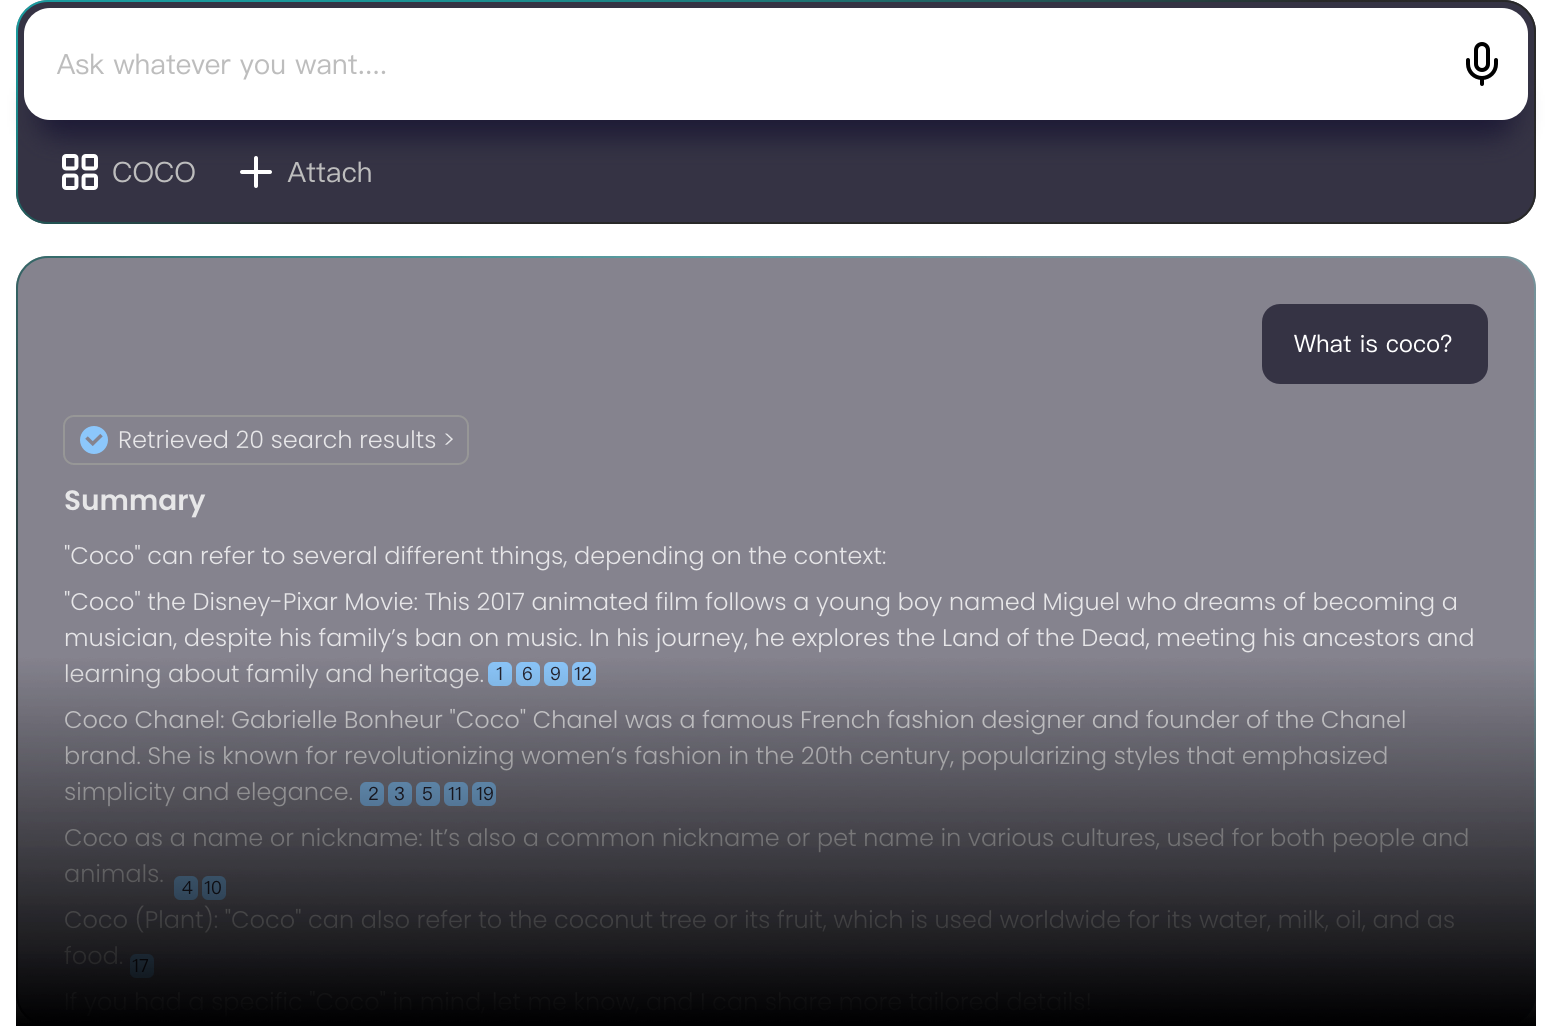 Ask whatever you want....
COCO
Attach
What is coco?
Retrieved 20 search results >
Summary
"Coco" can refer to several different things, depending on the context:
"Coco" the Disney-Pixar Movie: This 2017 animated film follows a young boy named Miguel who dreams of becoming a
musician, despite his family’s ban on music. In his journey, he explores the Land of the Dead, meeting his ancestors and
learning about family and heritage. 1 6 9 12
Coco Chanel: Gabrielle Bonheur "Coco" Chanel was a famous French fashion designer and founder of the Chanel
brand. She is known for revolutionizing women’s fashion in the 20th century, popularizing styles that emphasized
simplicity and elegance. 2 3 5 11 19
Coco as a name or nickname: It’s also a common nickname or pet name in various cultures, used for both people and
animals. 4 10
Coco (Plant): "Coco" can also refer to the coconut tree or its fruit, which is used worldwide for its water, milk, oil, and as
food. 17
If you had a specific "Coco" in mind, let me know, and I can share more tailored details!